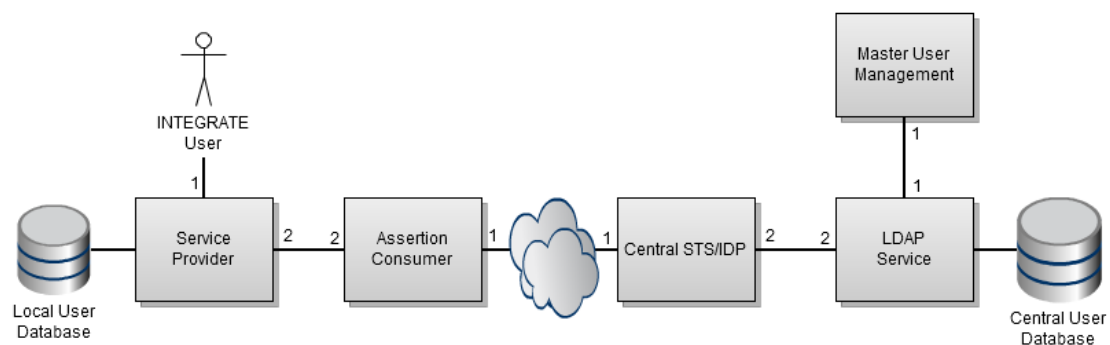 Master User
Management
INTEGRATE
User
1
1
1
1
Service
Provider
2
2
Assertion
Consumer
1
1
Central STS/IDP
2
2
LDAP
Service
Local User
Database
Central User
Database